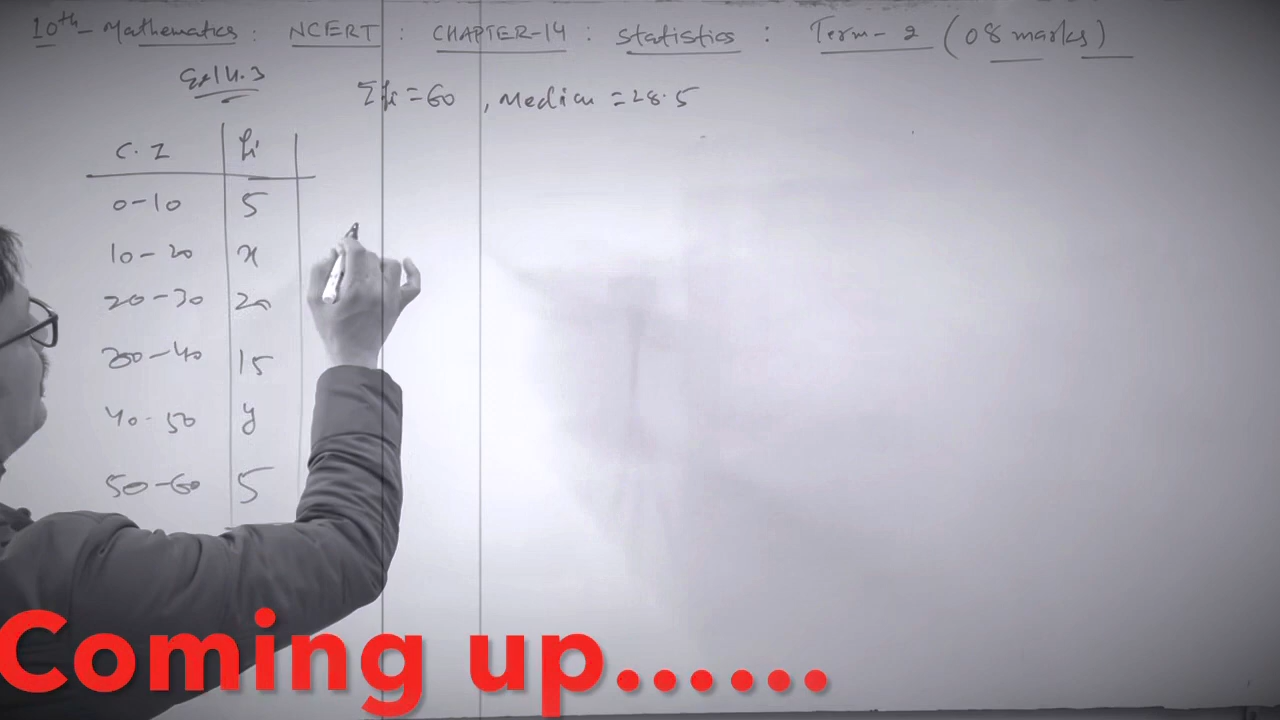 10th - Mathematics : NCERT : CHAPTER-14 : Statistics : Term-2 (08 marks)
Ex 14.3
Σfi = 60 , Median = 28.5
C.I fi
0-10 5
10-20 x
20-30 20
30-40 15
40-50 y
50-60 5
Coming up......